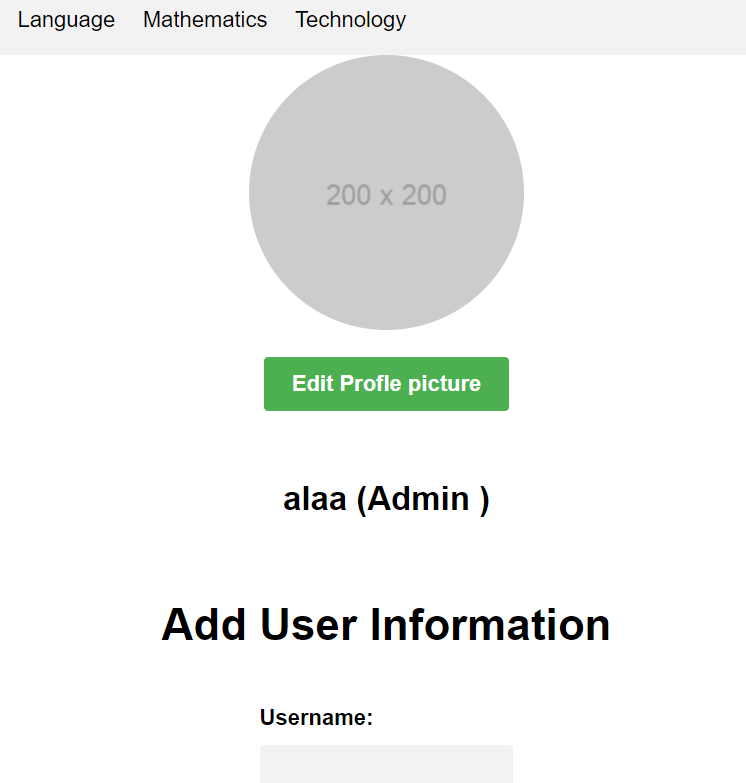 Language Mathematics Technology
200 x 200
Edit Profle picture
alaa (Admin )
Add User Information
Username: